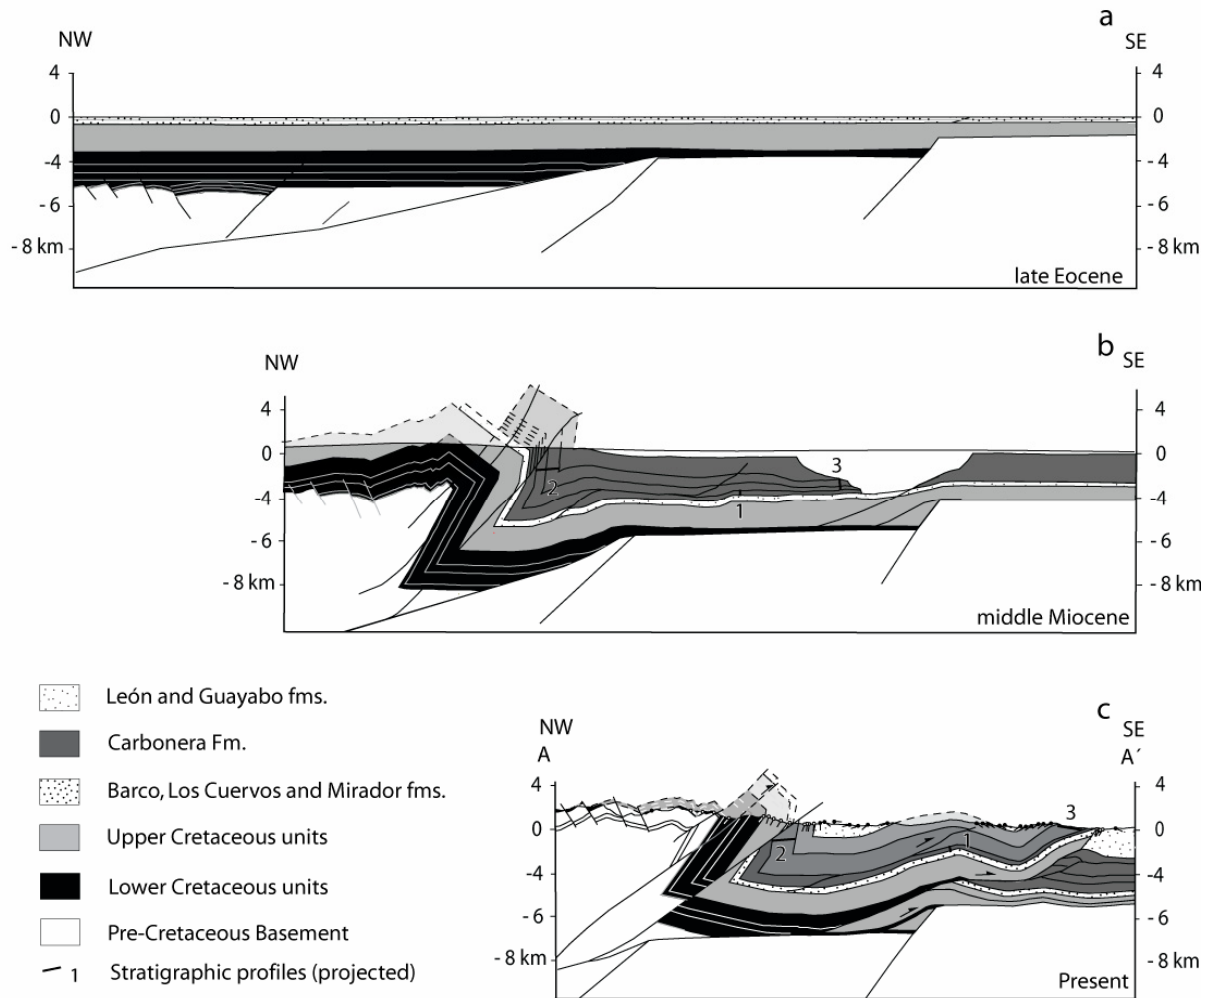 a
NW
SE
4
4
0
0
-4
-4
-6
-6
-8 km
-8 km
late Eocene
b
NW
SE
4
4
0
0
3
2
-4
-4
1
-6
-6
-8 km
-8 km
middle Miocene
León and Guayabo fms.
Carbonera Fm.
Barco, Los Cuervos and Mirador fms.
Upper Cretaceous units
Lower Cretaceous units
Pre-Cretaceous Basement
1 Stratigraphic profiles (projected)
c
NW
SE
A
A´
4
4
3
0
0
1
2
-4
-4
-6
-6
-8 km
-8 km
Present